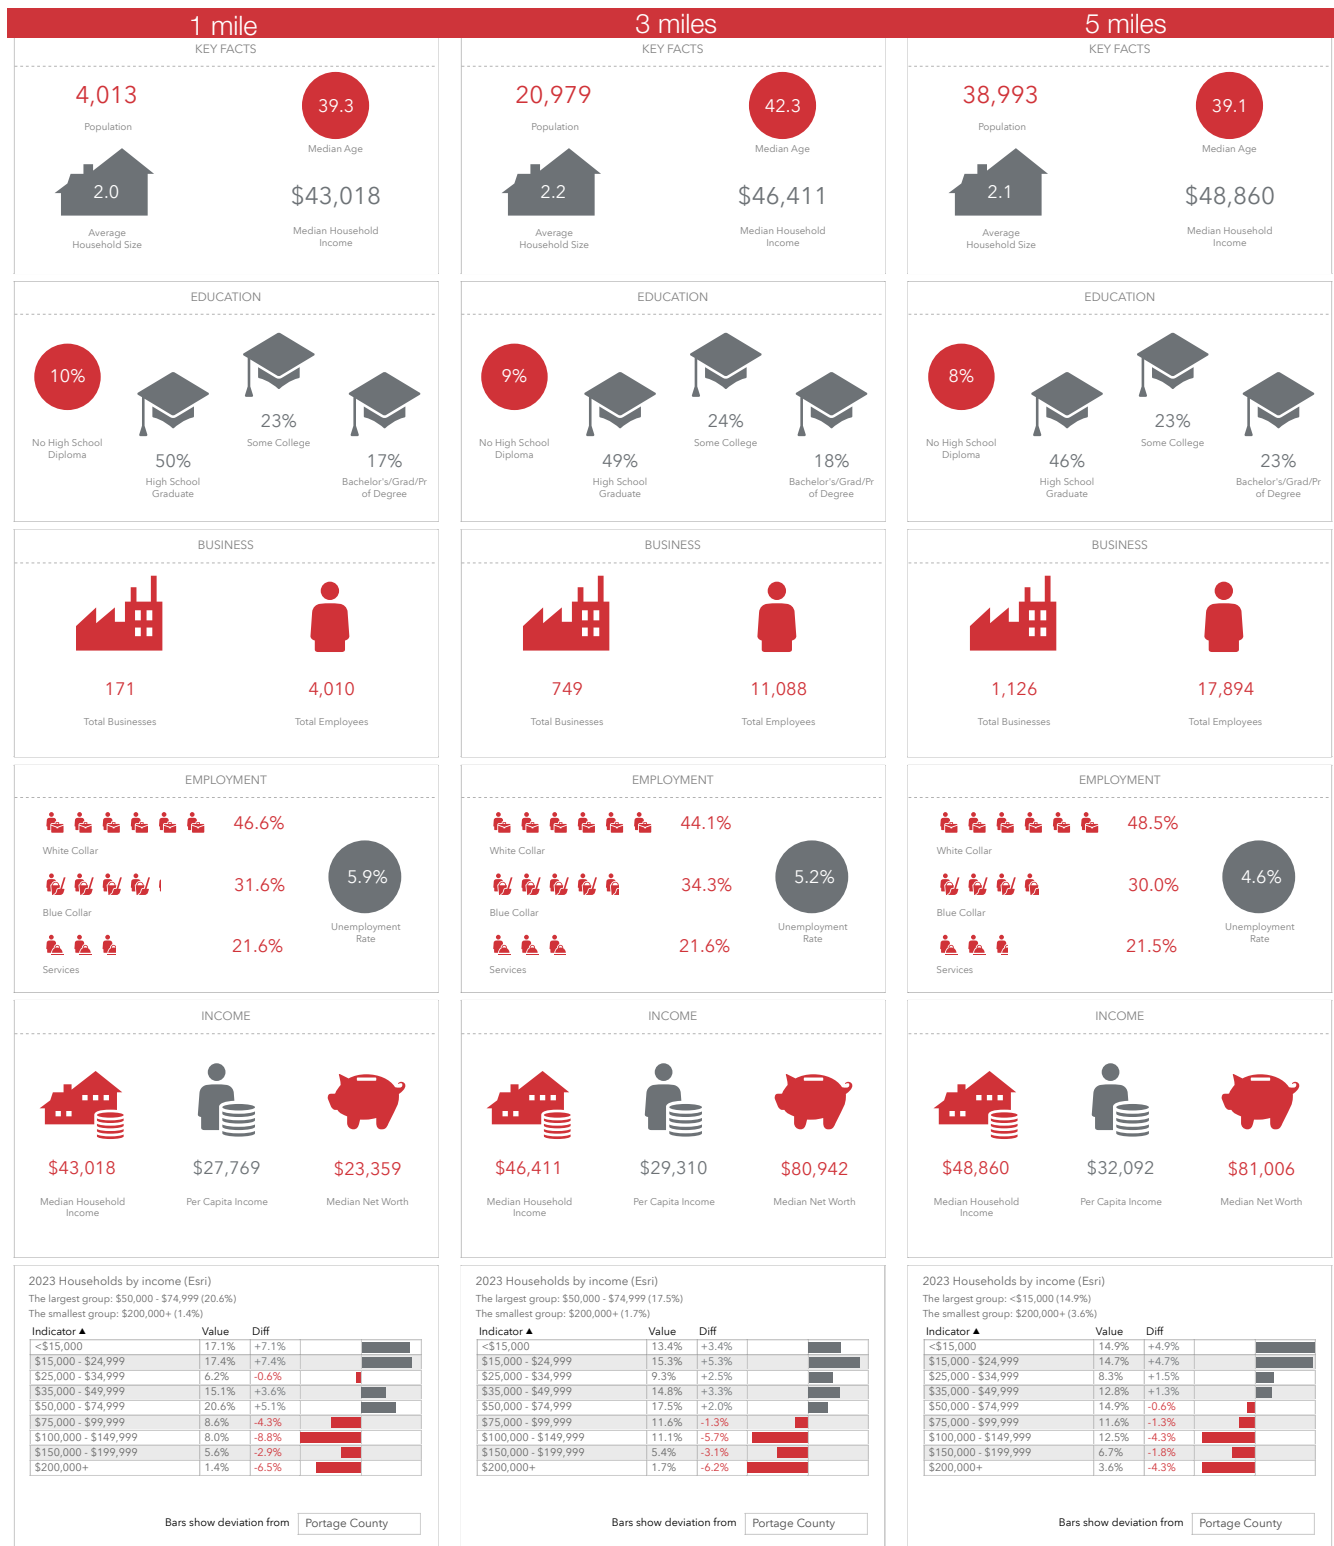 1 mile
KEY FACTS
4,013
Population
39.3
Median Age
2.0
Average
Household Size
$43,018
Median Household
Income
EDUCATION
10%
No High School
Diploma
50%
High School
Graduate
23%
Some College
17%
Bachelor's/Grad/Pr
of Degree
BUSINESS
171
Total Businesses
4,010
Total Employees
EMPLOYMENT
46.6%
White Collar
31.6%
Blue Collar
21.6%
Services
5.9%
Unemployment
Rate
INCOME
$43,018
Median Household
Income
$27,769
Per Capita Income
$23,359
Median Net Worth
2023 Households by income (Esri)
The largest group: $50,000 - $74,999 (20.6%)
The smallest group: $200,000+ (1.4%)
Indicator ▲ Value Diff
<$15,000 17.1% +7.1%
$15,000 - $24,999 17.4% +7.4%
$25,000 - $34,999 6.2% -0.6%
$35,000 - $49,999 15.1% +3.6%
$50,000 - $74,999 20.6% +5.1%
$75,000 - $99,999 8.6% -4.3%
$100,000 - $149,999 8.0% -8.8%
$150,000 - $199,999 5.6% -2.9%
$200,000+ 1.4% -6.5%
Bars show deviation from Portage County
3 miles
KEY FACTS
20,979
Population
42.3
Median Age
2.2
Average
Household Size
$46,411
Median Household
Income
EDUCATION
9%
No High School
Diploma
49%
High School
Graduate
24%
Some College
18%
Bachelor's/Grad/Pr
of Degree
BUSINESS
749
Total Businesses
11,088
Total Employees
EMPLOYMENT
44.1%
White Collar
34.3%
Blue Collar
21.6%
Services
5.2%
Unemployment
Rate
INCOME
$46,411
Median Household
Income
$29,310
Per Capita Income
$80,942
Median Net Worth
2023 Households by income (Esri)
The largest group: $50,000 - $74,999 (17.5%)
The smallest group: $200,000+ (1.7%)
Indicator ▲ Value Diff
<$15,000 13.4% +3.4%
$15,000 - $24,999 15.3% +5.3%
$25,000 - $34,999 9.3% +2.5%
$35,000 - $49,999 14.8% +3.3%
$50,000 - $74,999 17.5% +2.0%
$75,000 - $99,999 11.6% -1.3%
$100,000 - $149,999 11.1% -5.7%
$150,000 - $199,999 5.4% -3.1%
$200,000+ 1.7% -6.2%
Bars show deviation from Portage County
5 miles
KEY FACTS
38,993
Population
39.1
Median Age
2.1
Average
Household Size
$48,860
Median Household
Income
EDUCATION
8%
No High School
Diploma
46%
High School
Graduate
23%
Some College
23%
Bachelor's/Grad/Pr
of Degree
BUSINESS
1,126
Total Businesses
17,894
Total Employees
EMPLOYMENT
48.5%
White Collar
30.0%
Blue Collar
21.5%
Services
4.6%
Unemployment
Rate
INCOME
$48,860
Median Household
Income
$32,092
Per Capita Income
$81,006
Median Net Worth
2023 Households by income (Esri)
The largest group: <$15,000 (14.9%)
The smallest group: $200,000+ (3.6%)
Indicator ▲ Value Diff
<$15,000 14.9% +4.9%
$15,000 - $24,999 14.7% +4.7%
$25,000 - $34,999 8.3% +1.5%
$35,000 - $49,999 12.8% +1.3%
$50,000 - $74,999 14.9% -0.6%
$75,000 - $99,999 11.6% -1.3%
$100,000 - $149,999 12.5% -4.3%
$150,000 - $199,999 6.7% -1.8%
$200,000+ 3.6% -4.3%
Bars show deviation from Portage County